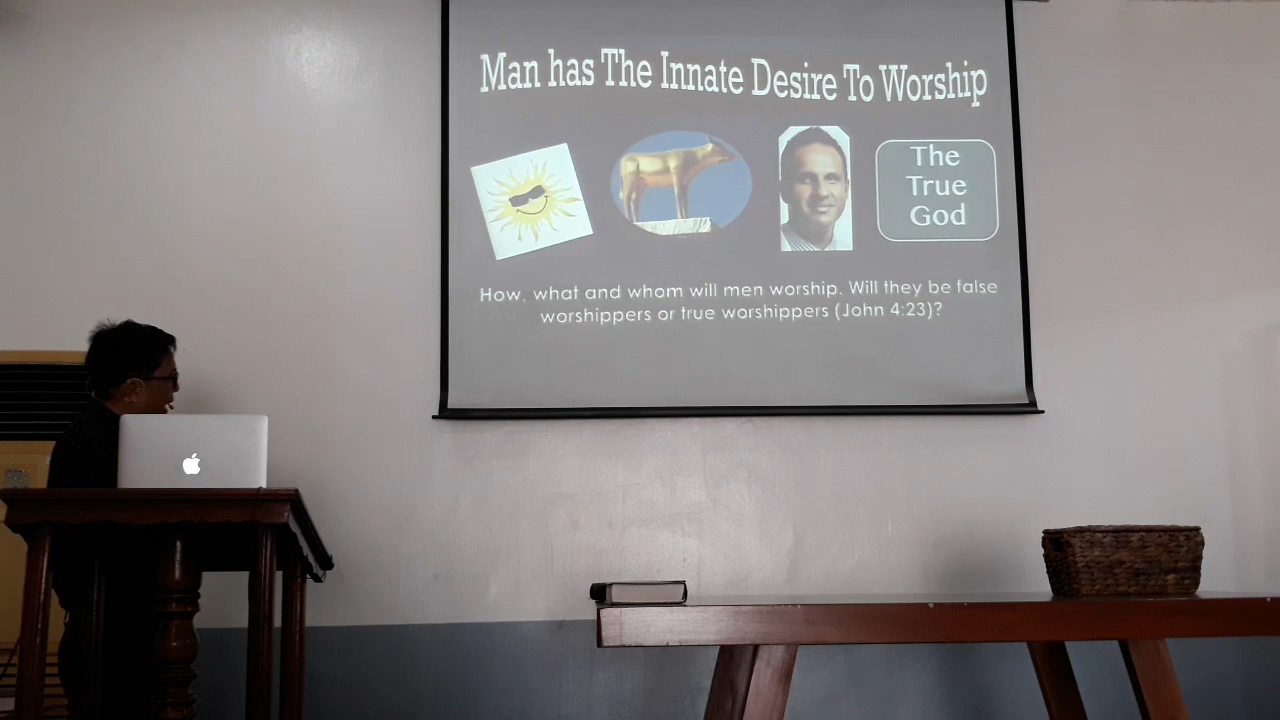 Man has The Innate Desire To Worship
The
True
God
How, what and whom will men worship. Will they be false
worshippers or true worshippers (John 4:23)?